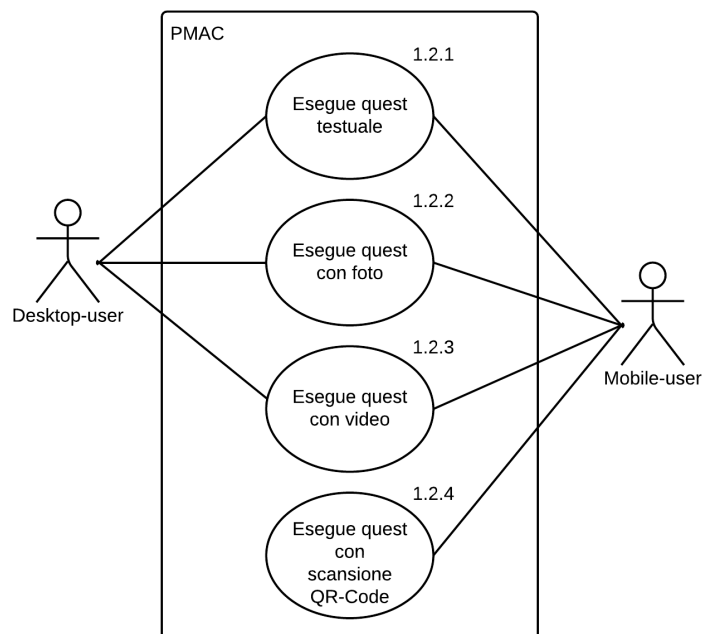 PMAC
1.2.1
Esegue quest
testuale
1.2.2
Esegue quest
con foto
Desktop-user
1.2.3
Mobile-user
Esegue quest
con video
1.2.4
Esegue quest
con
scansione
QR-Code